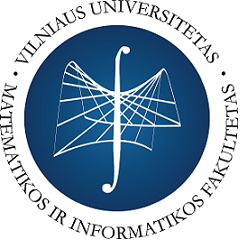 VILNIAUS UNIVERSITETAS
MATEMATIKOS IR INFORMATIKOS FAKULTETAS